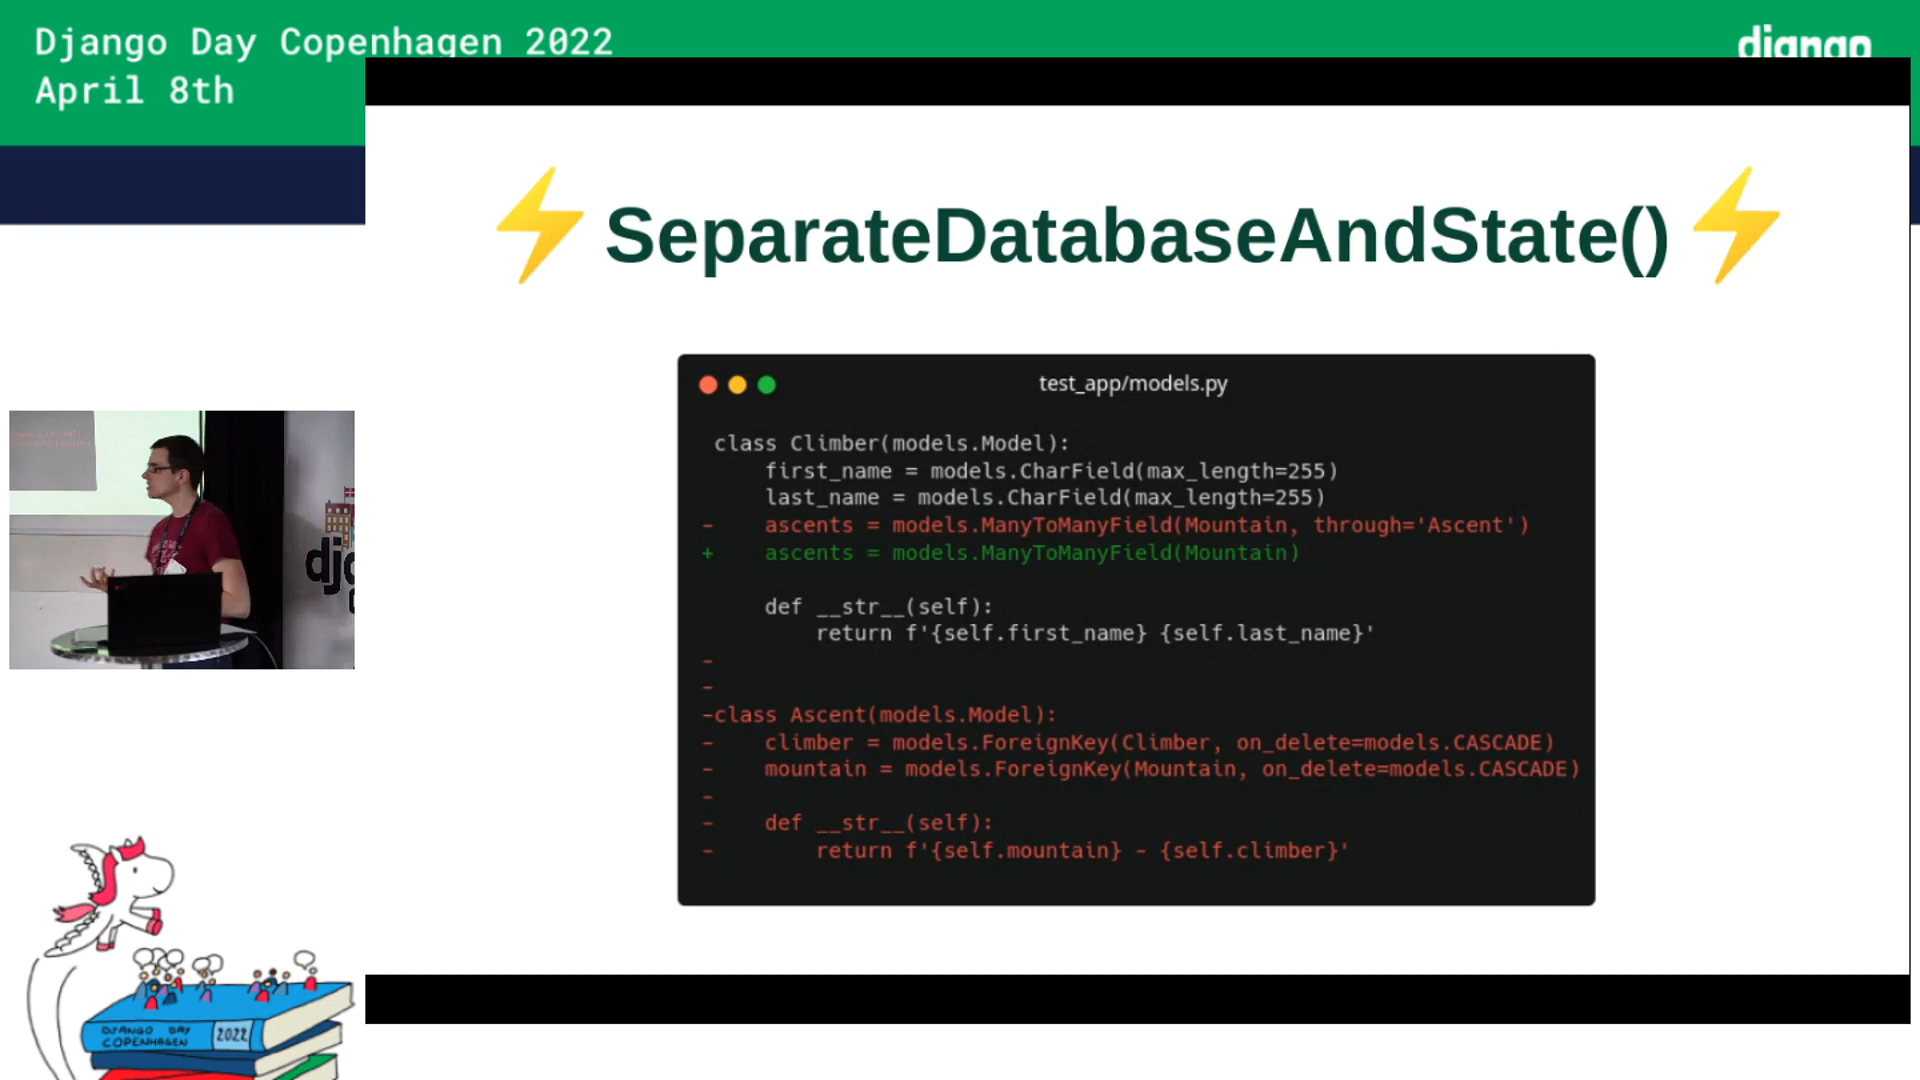 Django Day Copenhagen 2022
April 8th
django
⚡ SeparateDatabaseAndState() ⚡
test_app/models.py
 class Climber(models.Model):
     first_name = models.CharField(max_length=255)
     last_name = models.CharField(max_length=255)
-    ascents = models.ManyToManyField(Mountain, through='Ascent')
+    ascents = models.ManyToManyField(Mountain)
     def __str__(self):
         return f'{self.first_name} {self.last_name}'
-
-
-class Ascent(models.Model):
-    climber = models.ForeignKey(Climber, on_delete=models.CASCADE)
-    mountain = models.ForeignKey(Mountain, on_delete=models.CASCADE)
-
-    def __str__(self):
-        return f'{self.mountain} - {self.climber}'
dj
DJANGO DAY
COPENHAGEN
2022